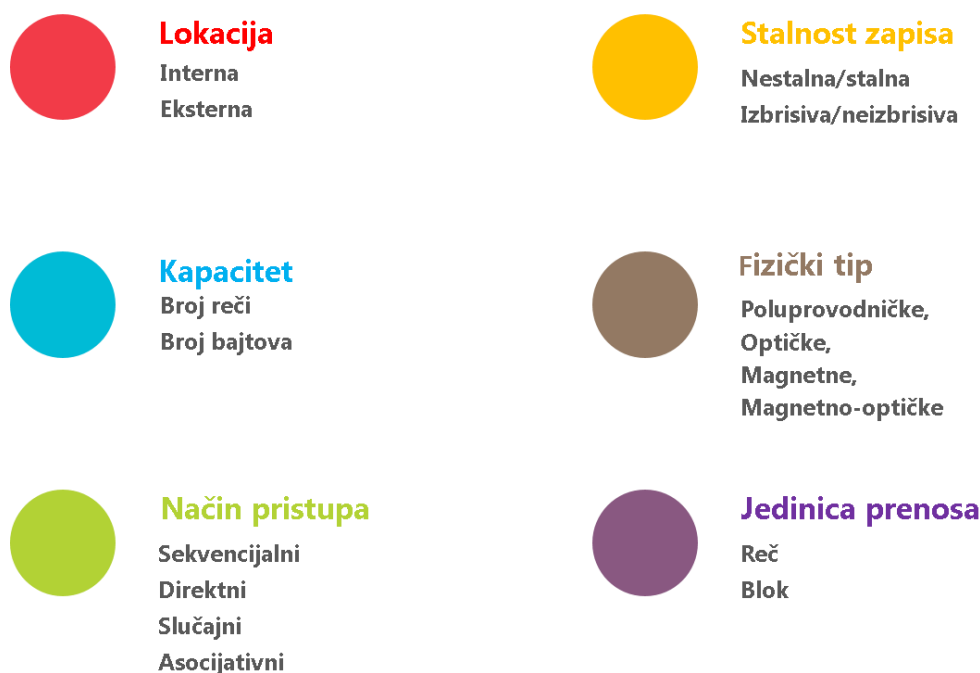 Lokacija
Interna
Eksterna
Stalnost zapisa
Nestalna/stalna
Izbrisiva/neizbrisiva
Kapacitet
Broj reči
Broj bajtova
Fizički tip
Poluprovodničke,
Optičke,
Magnetne,
Magnetno-optičke
Način pristupa
Sekvencijalni
Direktni
Slučajni
Asocijativni
Jedinica prenosa
Reč
Blok